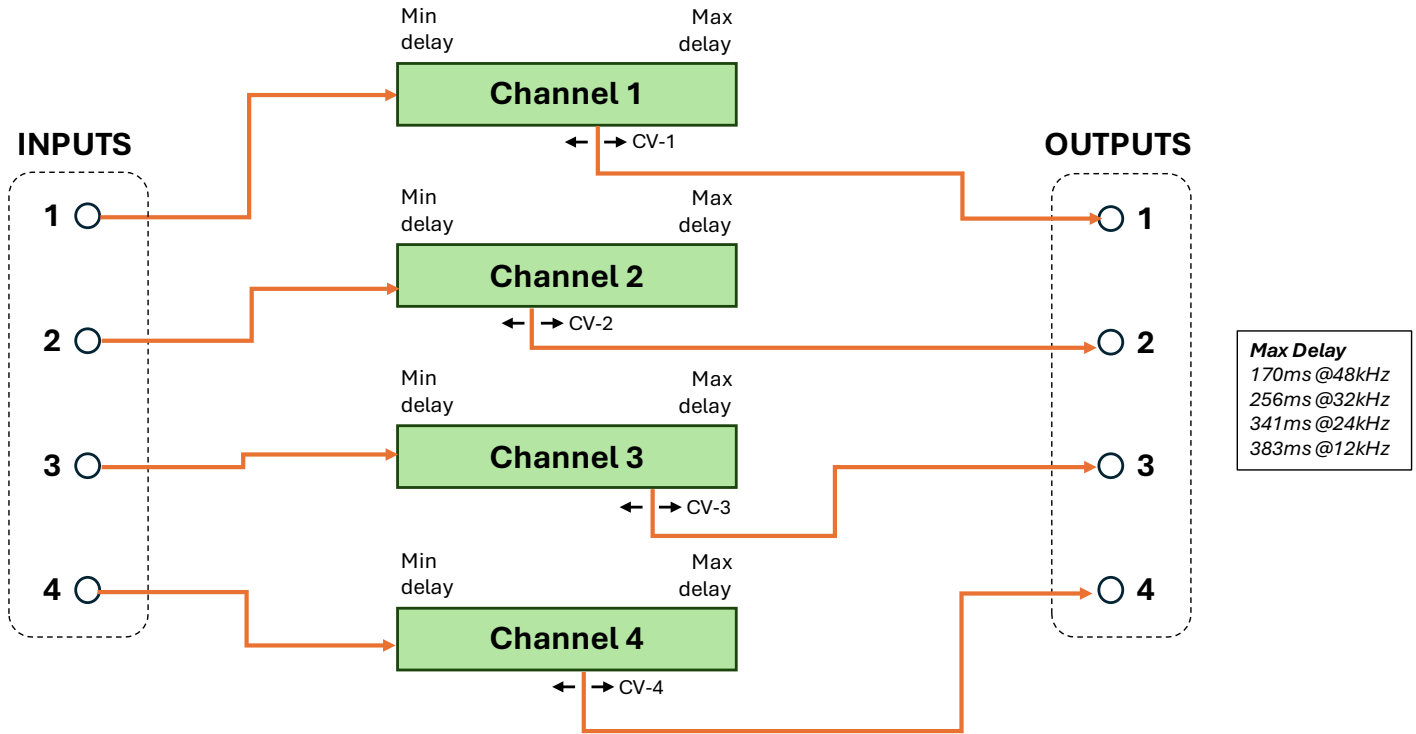 Min
delay
Max
delay
Channel 1
CV-1
INPUTS
1
2
3
4
Min
delay
Max
delay
Channel 2
CV-2
Min
delay
Max
delay
Channel 3
CV-3
Min
delay
Max
delay
Channel 4
CV-4
OUTPUTS
1
2
3
4
Max Delay
170ms @48kHz
256ms @32kHz
341ms @24kHz
383ms @12kHz